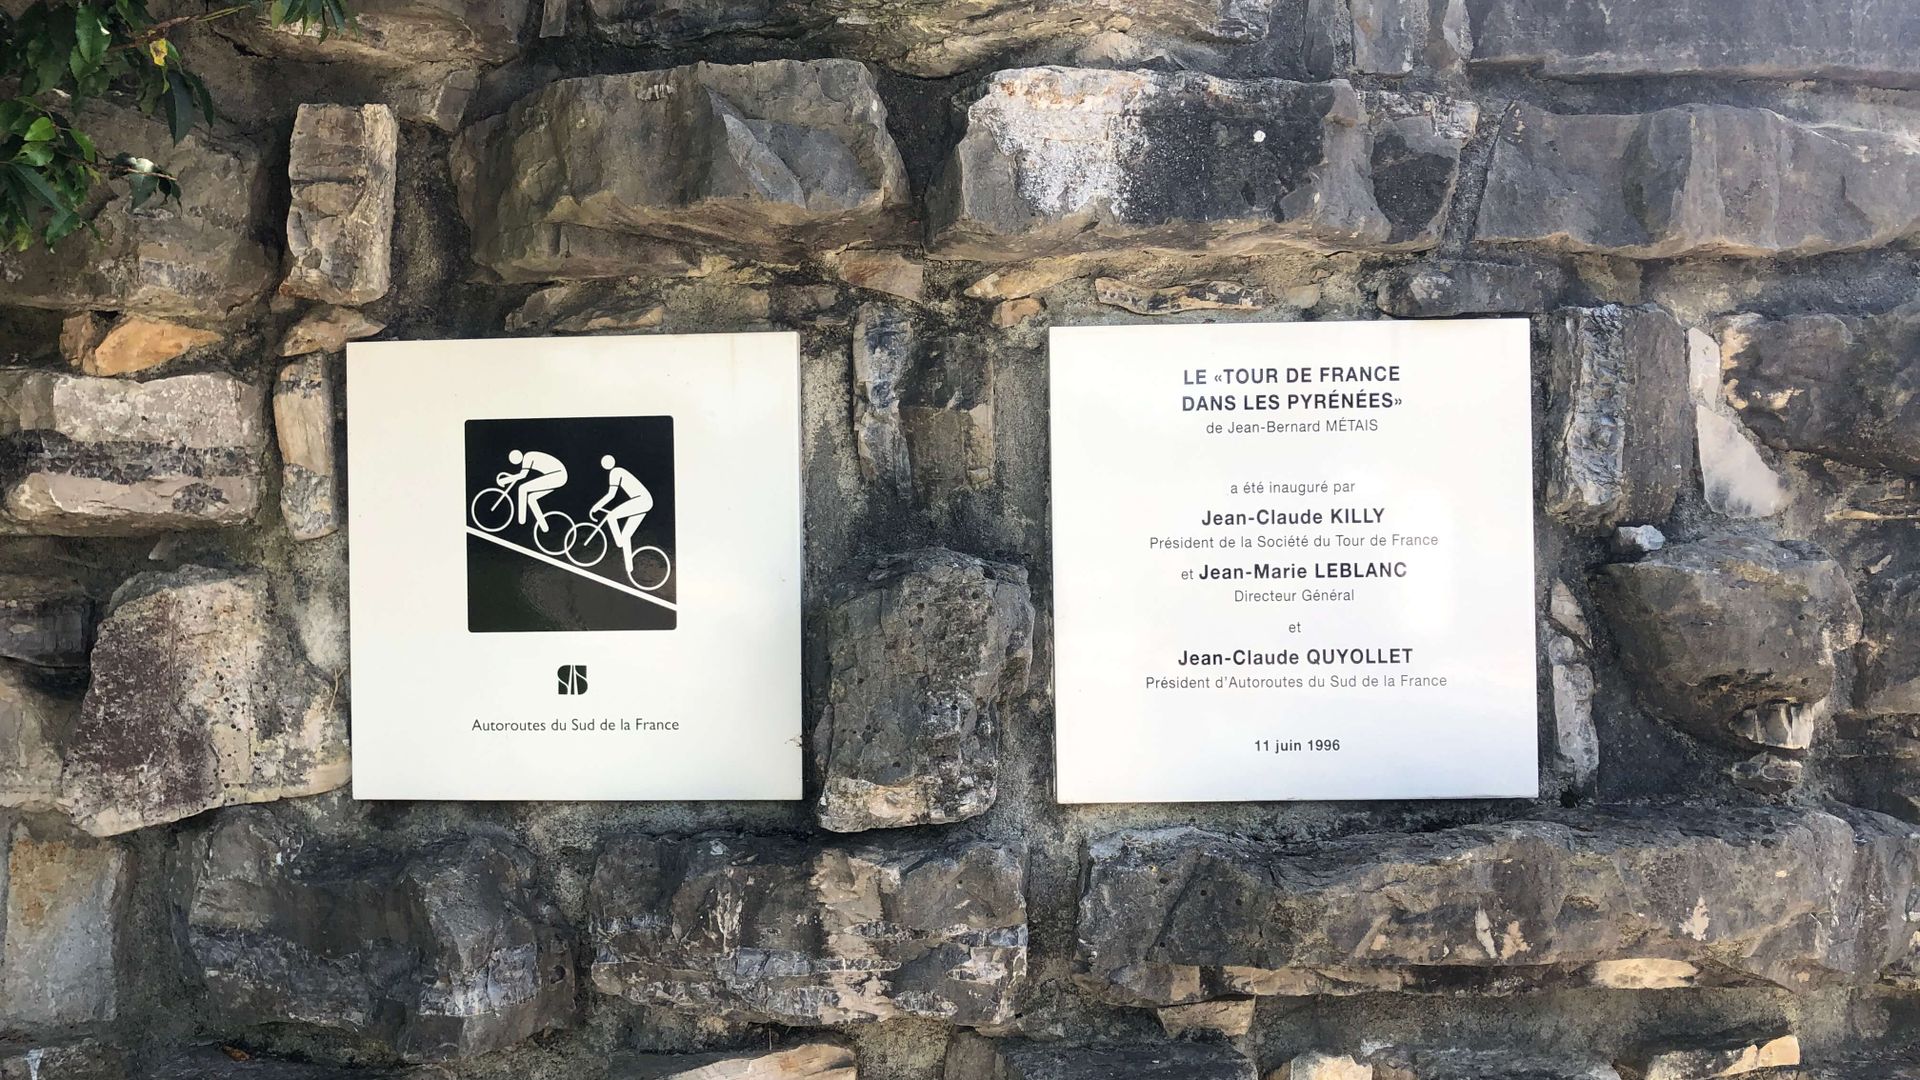 Autoroutes du Sud de la France
LE «TOUR DE FRANCE
DANS LES PYRÉNÉES»
de Jean-Bernard MÉTAIS
a été inauguré par
Jean-Claude KILLY
Président de la Société du Tour de France
et Jean-Marie LEBLANC
Directeur Général
et
Jean-Claude QUYOLLET
Président d'Autoroutes du Sud de la France
11 juin 1996